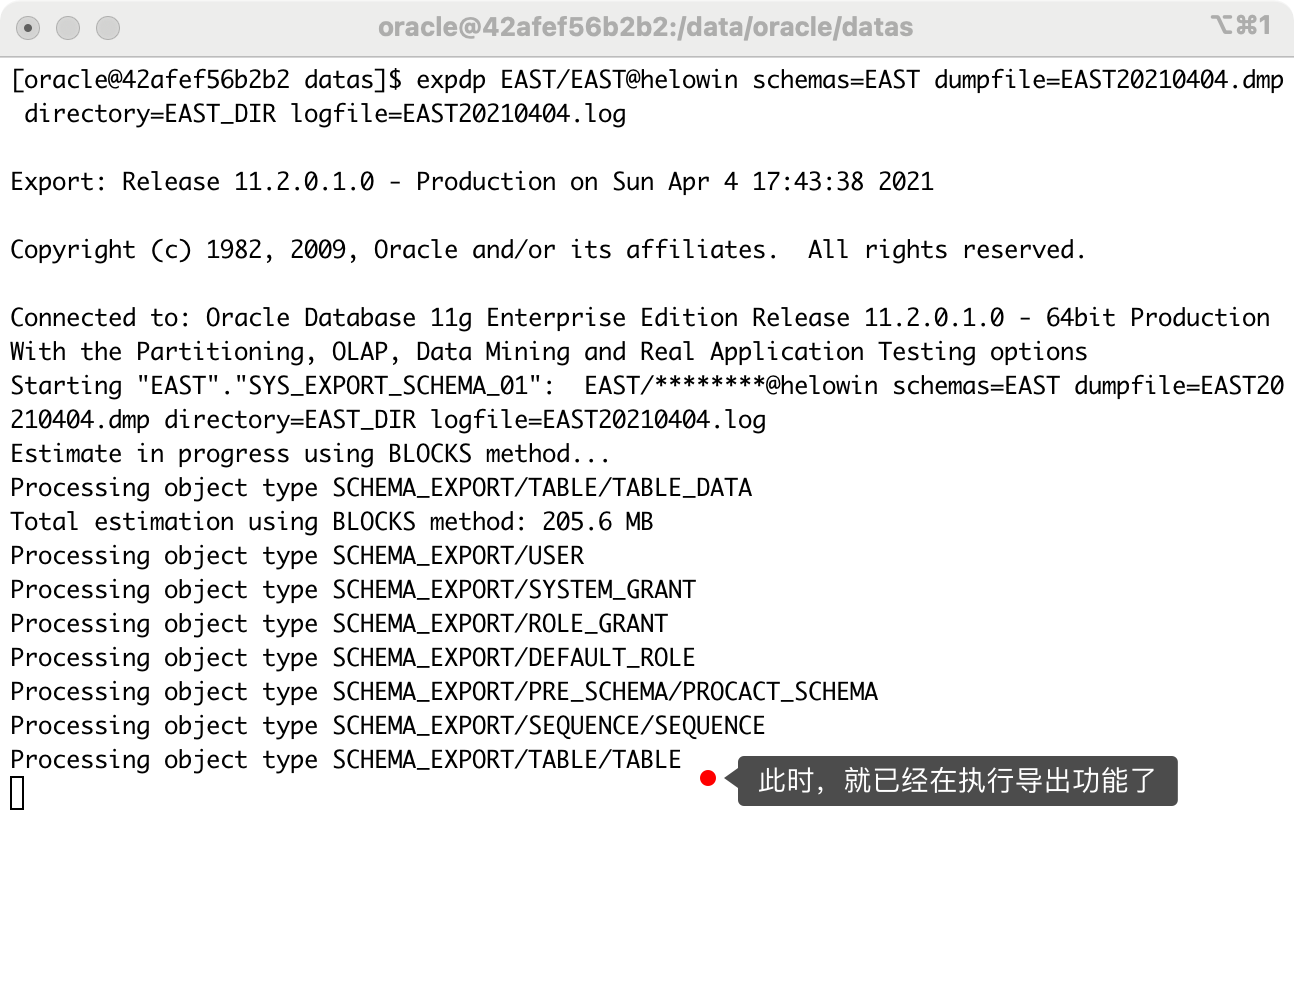 oracle@42afef56b2b2:/data/oracle/datas
⌥⌘1
[oracle@42afef56b2b2 datas]$ expdp EAST/EAST@helowin schemas=EAST dumpfile=EAST20210404.dmp
directory=EAST_DIR logfile=EAST20210404.log
Export: Release 11.2.0.1.0 - Production on Sun Apr 4 17:43:38 2021
Copyright (c) 1982, 2009, Oracle and/or its affiliates.  All rights reserved.
Connected to: Oracle Database 11g Enterprise Edition Release 11.2.0.1.0 - 64bit Production
With the Partitioning, OLAP, Data Mining and Real Application Testing options
Starting "EAST"."SYS_EXPORT_SCHEMA_01":  EAST/********@helowin schemas=EAST dumpfile=EAST20
210404.dmp directory=EAST_DIR logfile=EAST20210404.log
Estimate in progress using BLOCKS method...
Processing object type SCHEMA_EXPORT/TABLE/TABLE_DATA
Total estimation using BLOCKS method: 205.6 MB
Processing object type SCHEMA_EXPORT/USER
Processing object type SCHEMA_EXPORT/SYSTEM_GRANT
Processing object type SCHEMA_EXPORT/ROLE_GRANT
Processing object type SCHEMA_EXPORT/DEFAULT_ROLE
Processing object type SCHEMA_EXPORT/PRE_SCHEMA/PROCACT_SCHEMA
Processing object type SCHEMA_EXPORT/SEQUENCE/SEQUENCE
Processing object type SCHEMA_EXPORT/TABLE/TABLE
此时，就已经在执行导出功能了